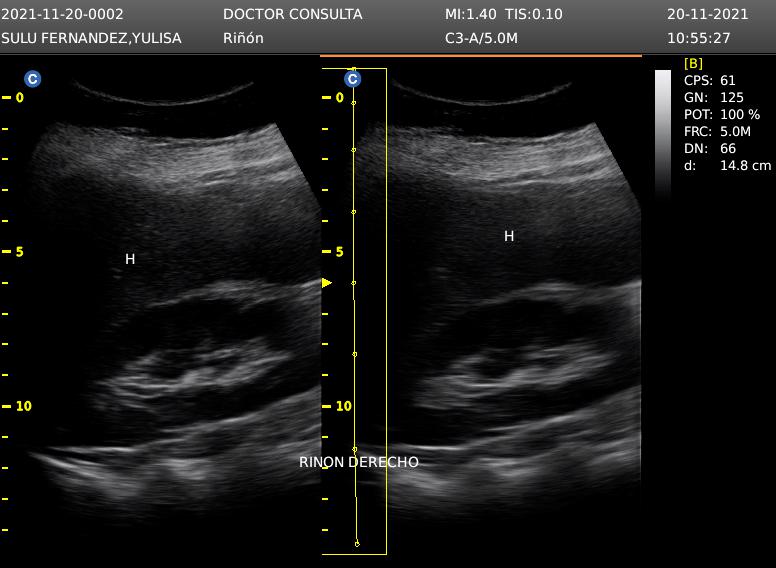 2021-11-20-0002 DOCTOR CONSULTA MI:1.40 TIS:0.10 20-11-2021
SULU FERNANDEZ,YULISA Riñón C3-A/5.0M 10:55:27
[B]
CPS: 61
GN: 125
POT: 100 %
FRC: 5.0M
DN: 66
d: 14.8 cm
C C
0 0
5 5
H H
10 10
RINON DERECHO